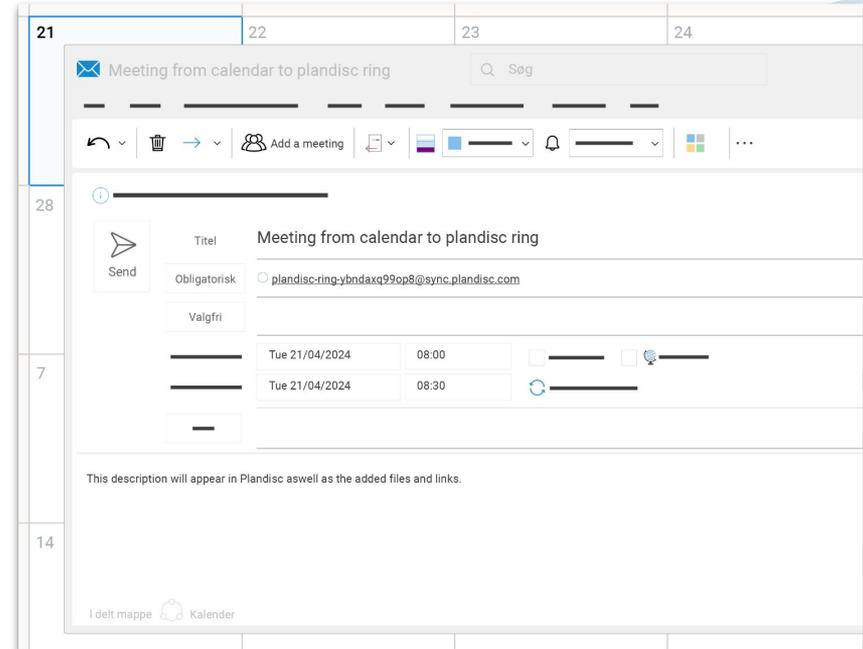 21
22
23
24
Meeting from calendar to plandisc ring
Søg
Add a meeting
28
Titel
Meeting from calendar to plandisc ring
Send
Obligatorisk
plandisc-ring-ybndaxq99op8@sync.plandisc.com
Valgfri
7
Tue 21/04/2024
08:00
Tue 21/04/2024
08:30
This description will appear in Plandisc aswell as the added files and links.
14
I delt mappe
Kalender